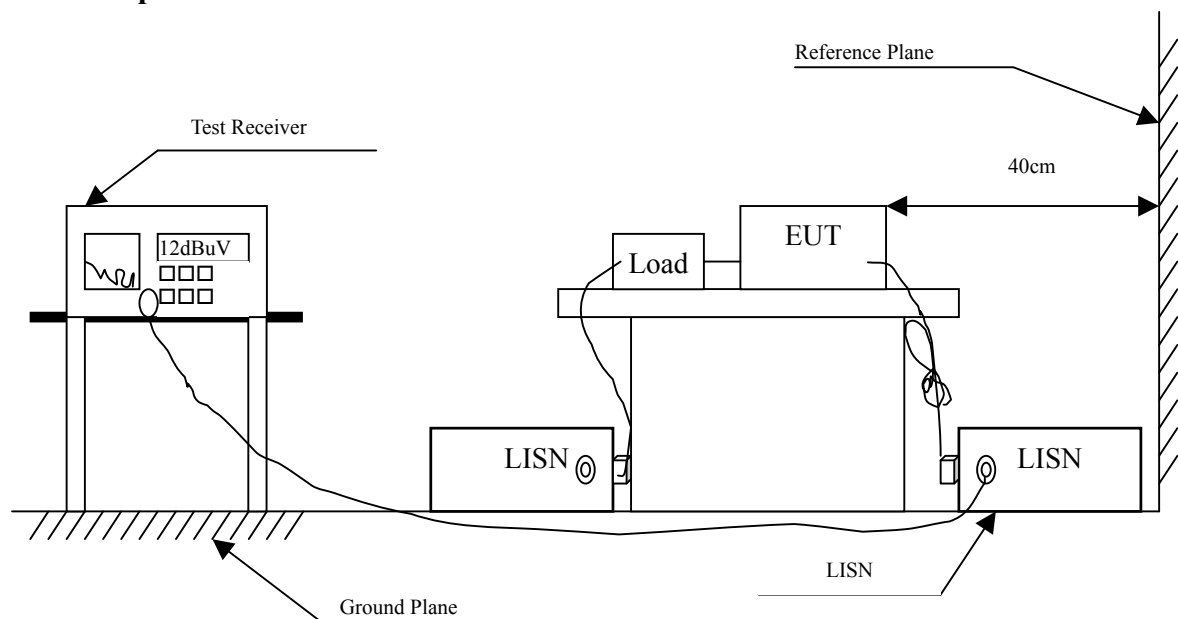 Reference Plane
Test Receiver
40cm
12dBuV
Load
EUT
LISN
LISN
LISN
Ground Plane